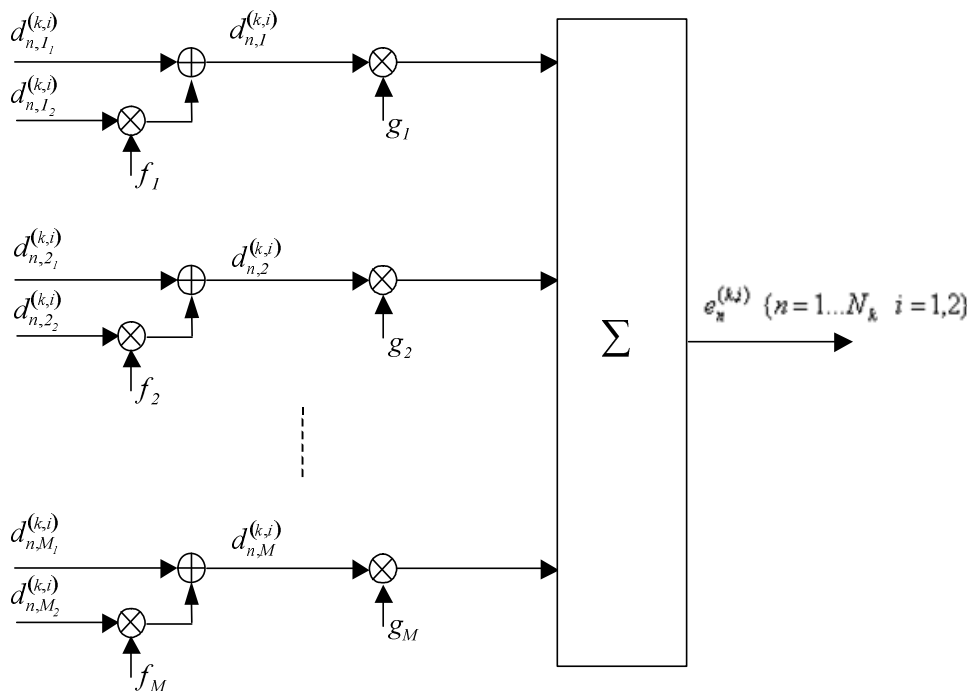 d_{n,1_1}^{(k,i)}
d_{n,1}^{(k,i)}
d_{n,1_2}^{(k,i)}
g_1
f_1
d_{n,2_1}^{(k,i)}
d_{n,2}^{(k,i)}
d_{n,2_2}^{(k,i)}
g_2
f_2
Σ
e_n^{(k,i)} {n=1...N_k i=1,2}
d_{n,M_1}^{(k,i)}
d_{n,M}^{(k,i)}
d_{n,M_2}^{(k,i)}
g_M
f_M